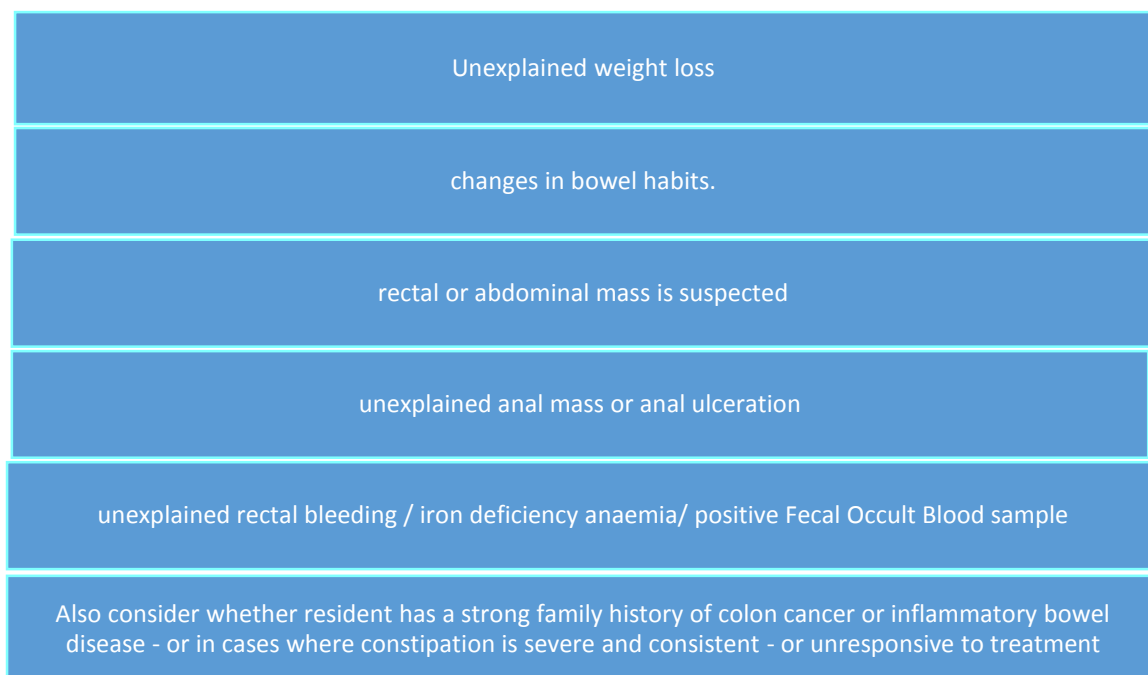 Unexplained weight loss
changes in bowel habits.
rectal or abdominal mass is suspected
unexplained anal mass or anal ulceration
unexplained rectal bleeding / iron deficiency anaemia/ positive Fecal Occult Blood sample
Also consider whether resident has a strong family history of colon cancer or inflammatory bowel
disease - or in cases where constipation is severe and consistent - or unresponsive to treatment